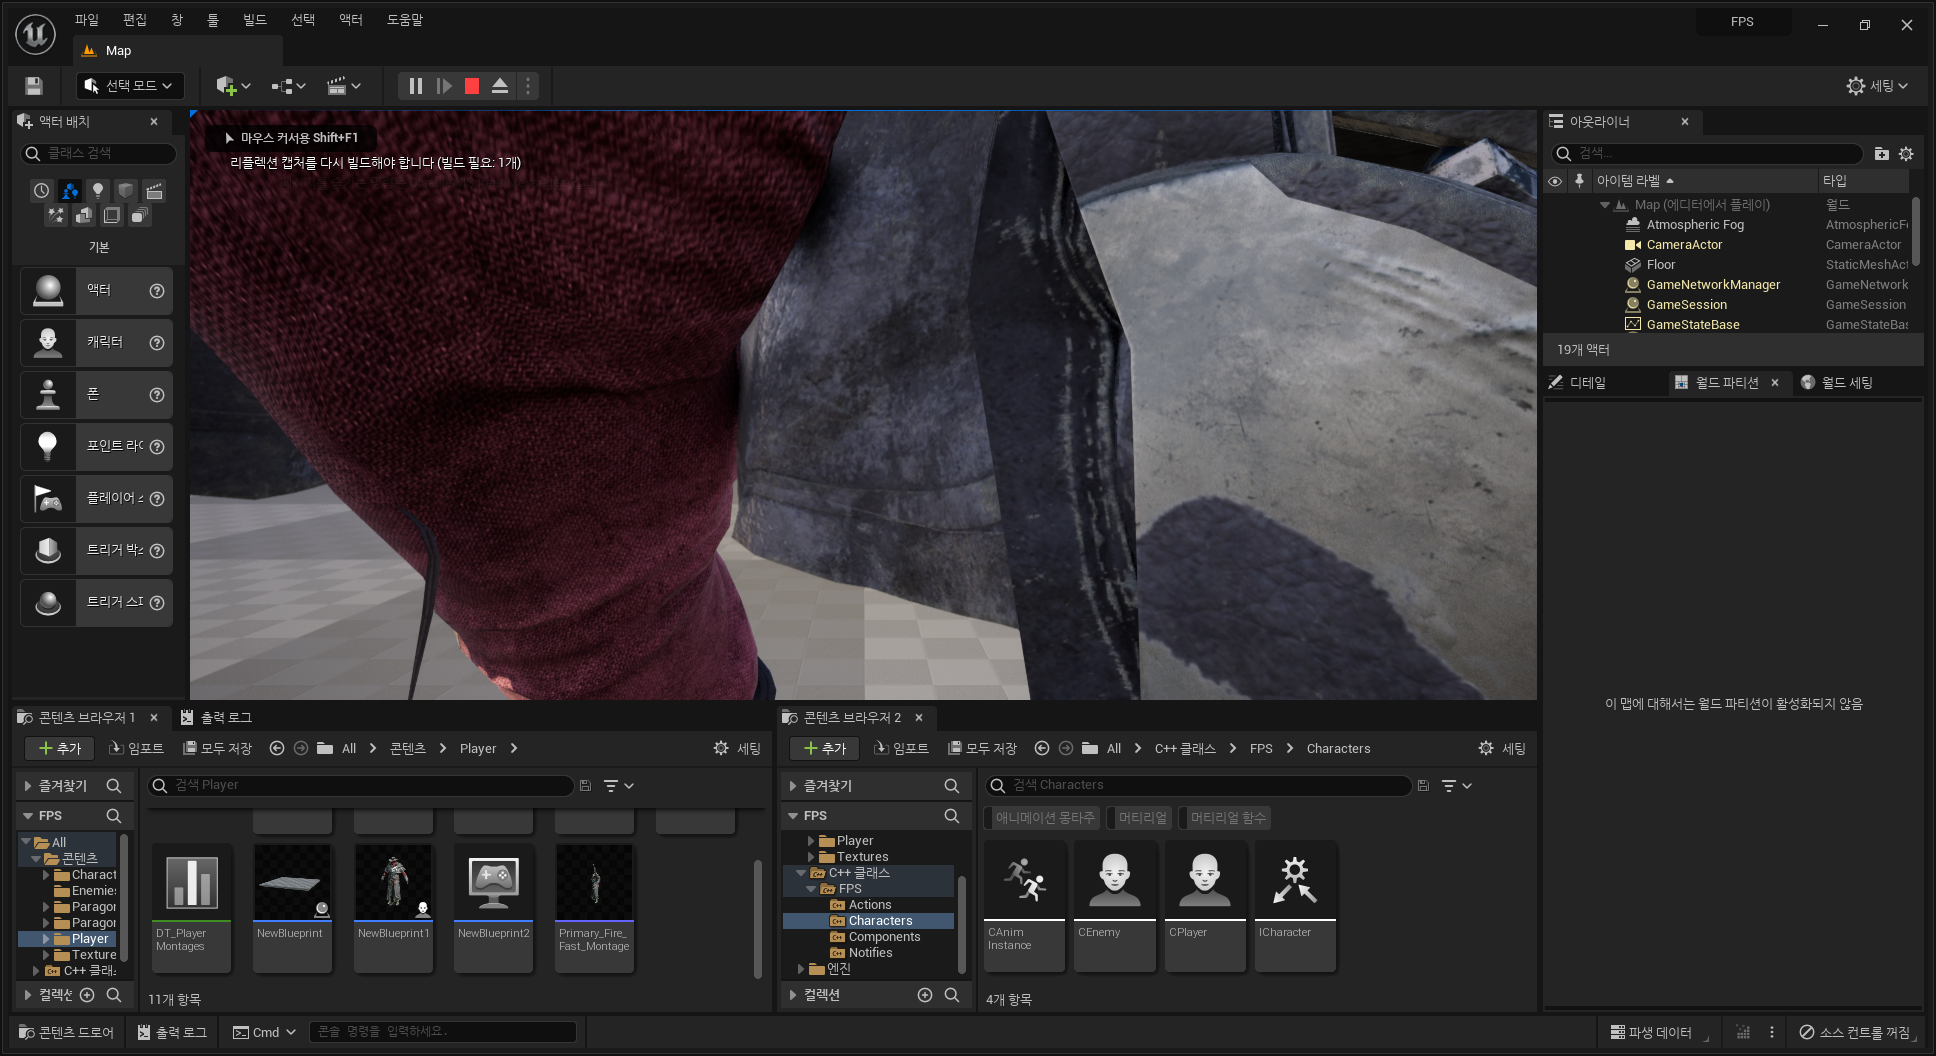 파일 편집 창 툴 빌드 선택 액터 도움말
FPS
Map
선택 모드
세팅
액터 배치
클래스 검색
기본
액터
캐릭터
폰
포인트 라이
플레이어 스
트리거 박스
트리거 스피
마우스 커서용 Shift+F1
리플렉션 캡처를 다시 빌드해야 합니다 (빌드 필요: 1개)
아웃라이너
검색...
아이템 라벨 타입
Map (에디터에서 플레이) 월드
Atmospheric Fog AtmosphericF
CameraActor CameraActor
Floor StaticMeshAct
GameNetworkManager GameNetwork
GameSession GameSession
GameStateBase GameStateBas
19개 액터
디테일 월드 파티션 월드 세팅
이 맵에 대해서는 월드 파티션이 활성화되지 않음
콘텐츠 브라우저 1 출력 로그
추가 임포트 모두 저장 All 콘텐츠 Player 세팅
즐겨찾기
검색 Player
FPS
All
콘텐츠
Charact
Enemies
Paragor
Paragor
Player
Texture
C++ 클래스
컬렉션
DT_Player
Montages
NewBlueprint
NewBlueprint1
NewBlueprint2
Primary_Fire_
Fast_Montage
11개 항목
콘텐츠 브라우저 2
추가 임포트 모두 저장 All C++ 클래스 FPS Characters 세팅
즐겨찾기
검색 Characters
FPS
애니메이션 몽타주 머티리얼 머티리얼 함수
Player
Textures
C++ 클래스
FPS
Actions
Characters
Components
Notifies
엔진
컬렉션
CAnim
Instance
CEnemy
CPlayer
ICharacter
4개 항목
콘텐츠 드로어 출력 로그 Cmd 콘솔 명령을 입력하세요. 파생 데이터 소스 컨트롤 꺼짐